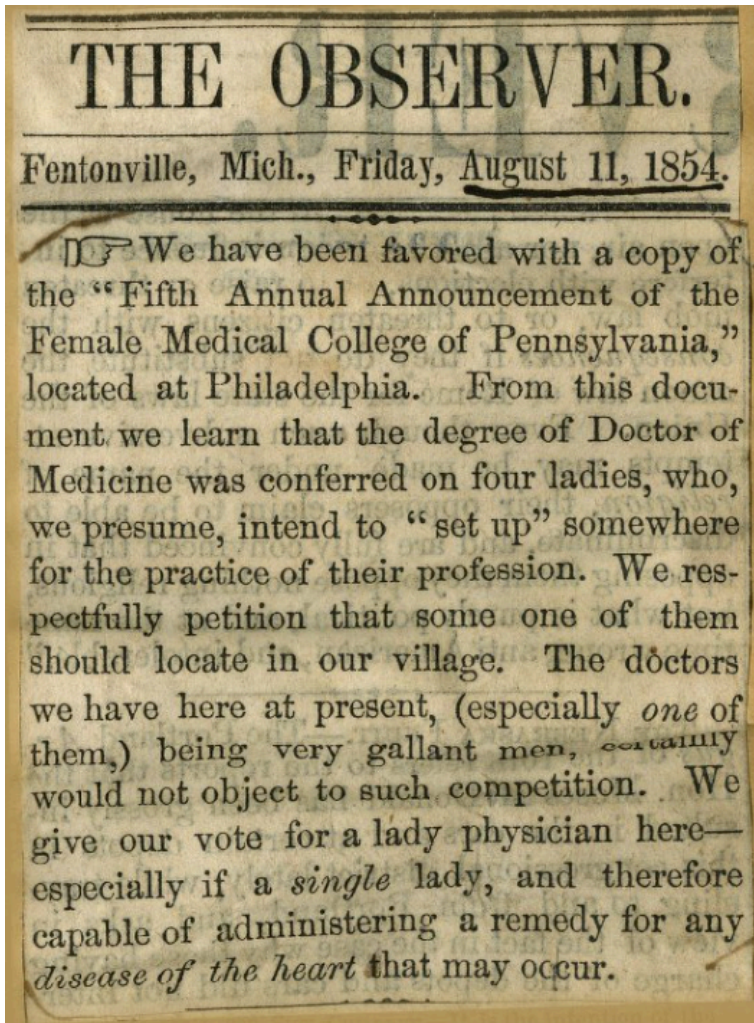 THE OBSERVER.
Fentonville, Mich., Friday, August 11, 1854.
☞ We have been favored with a copy of
the “Fifth Annual Announcement of the
Female Medical College of Pennsylvania,”
located at Philadelphia. From this docu-
ment we learn that the degree of Doctor of
Medicine was conferred on four ladies, who,
we presume, intend to “set up” somewhere
for the practice of their profession. We res-
pectfully petition that some one of them
should locate in our village. The doctors
we have here at present, (especially one of
them,) being very gallant men, certainly
would not object to such competition. We
give our vote for a lady physician here—
especially if a single lady, and therefore
capable of administering a remedy for any
disease of the heart that may occur.